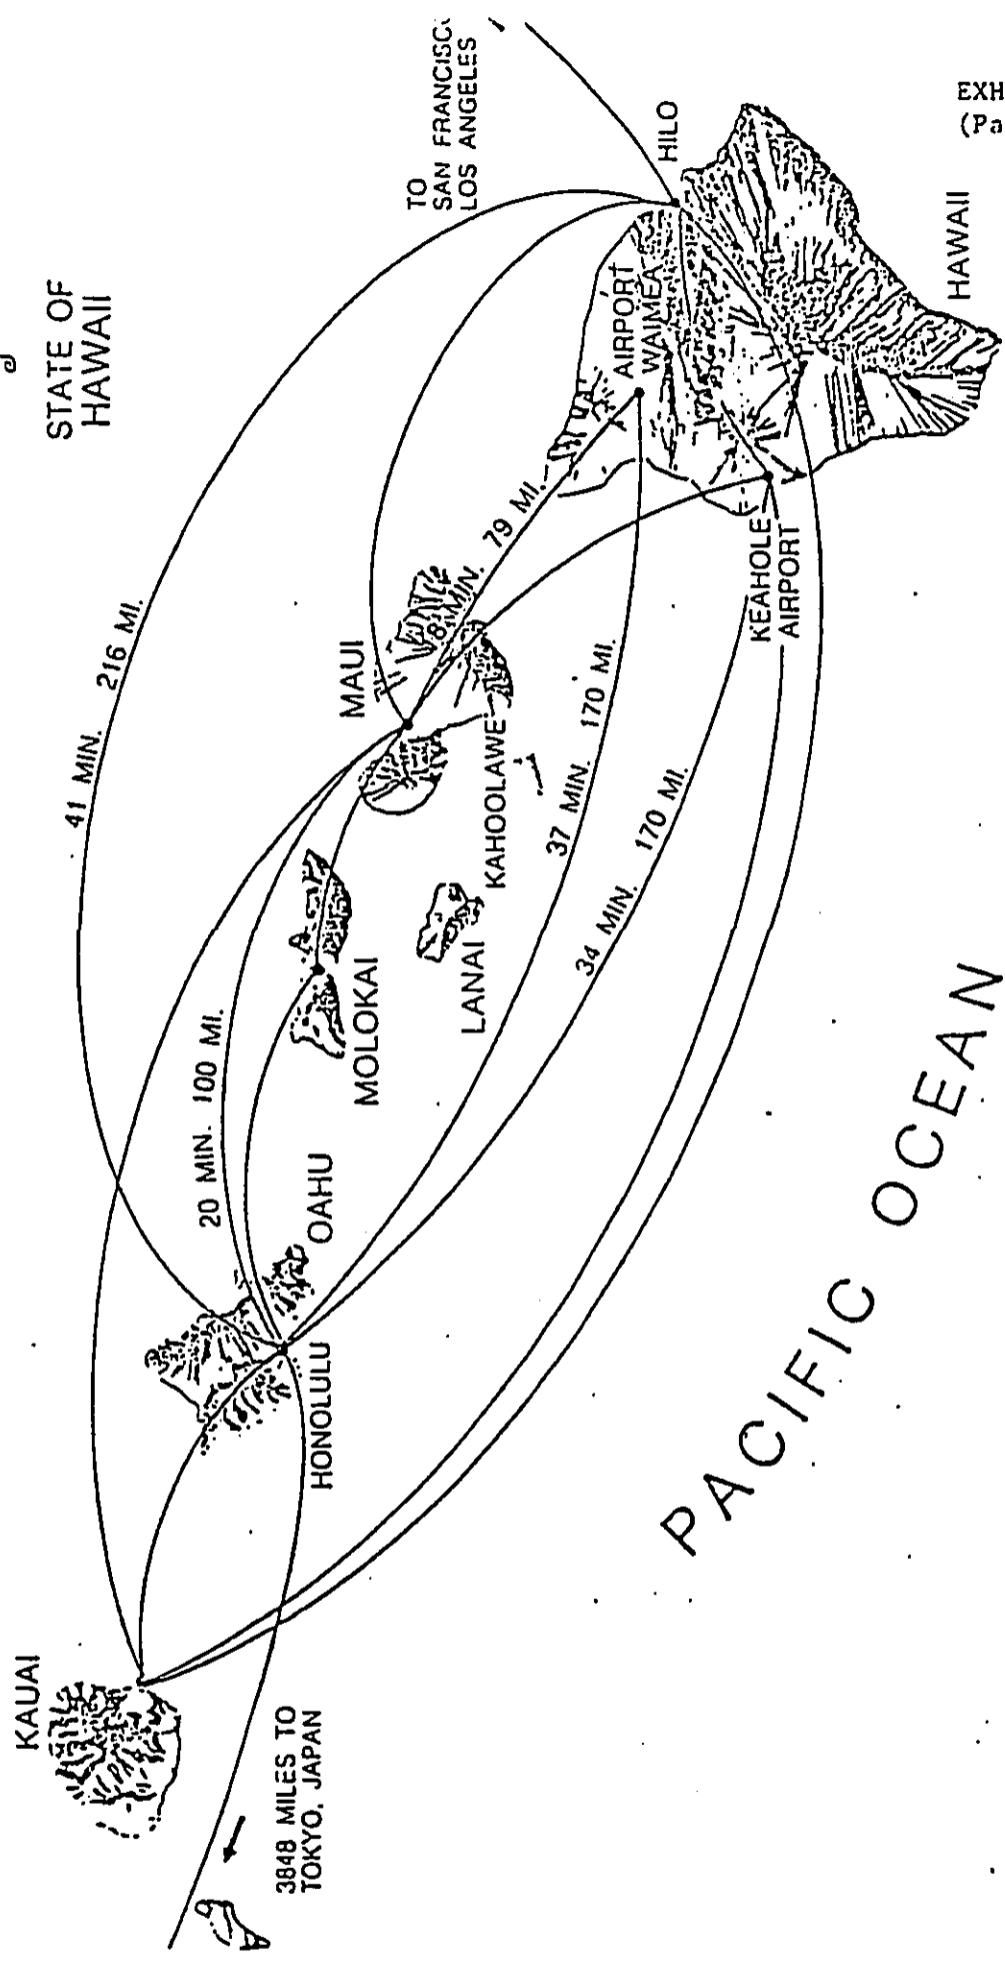 STATE OF
HAWAII
EXH
(Pa
TO
SAN FRANCISC
LOS ANGELES
41 MIN. 216 MI.
KAUAI
3848 MILES TO
TOKYO, JAPAN
HONOLULU
OAHU
20 MIN. 100 MI.
MOLOKAI
LANAI
MAUI
KAHOOLAWE
MIN. 79 MI.
37 MIN. 170 MI.
34 MIN. 170 MI.
AIRPORT
WAIMEA
HILO
KEAHOLE
AIRPORT
HAWAII
PACIFIC OCEAN